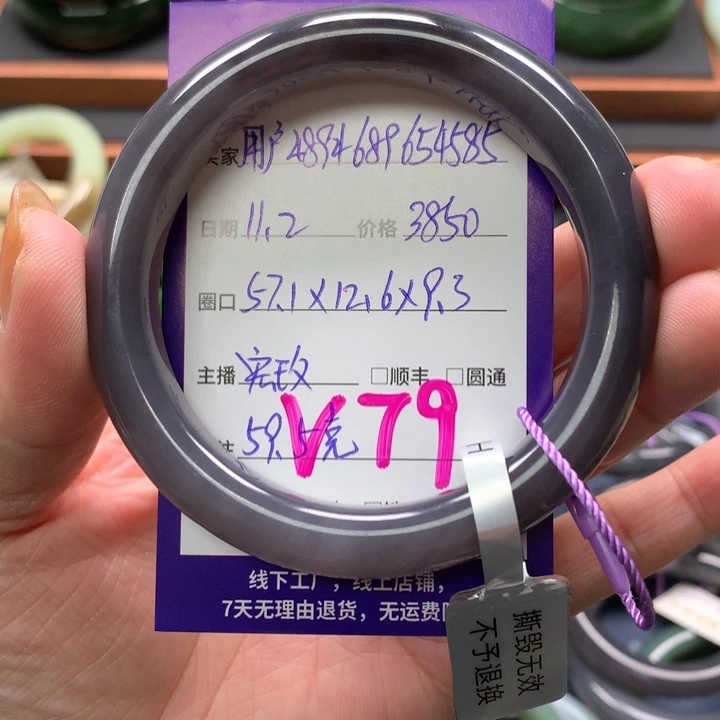 家 用户4894689654585
日期 11.2 价格 3850
圈口 57.1×12.6×9.3
主播 宏玫 □顺丰 □圆通
注 59.5克
V79
H
线下工厂，线上店铺，
7天无理由退货，无运费
撕毁无效
不予退换